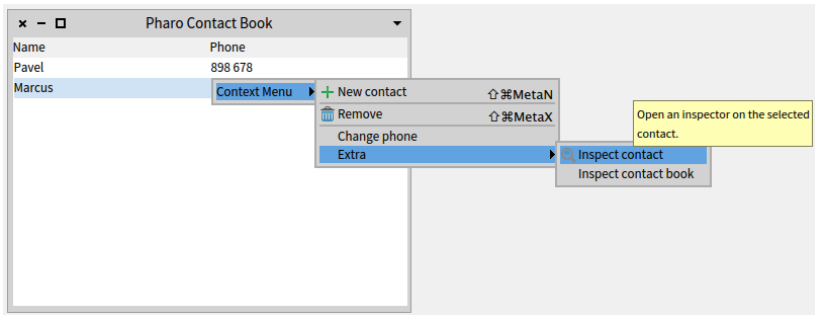 Pharo Contact Book
Name Phone
Pavel 898 678
Marcus
Context Menu
New contact ⇧⌘MetaN
Remove ⇧⌘MetaX
Change phone
Extra
Inspect contact
Inspect contact book
Open an inspector on the selected
contact.